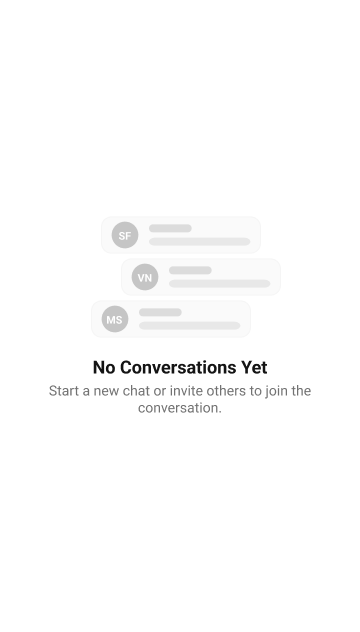 SF
VN
MS
No Conversations Yet
Start a new chat or invite others to join the
conversation.